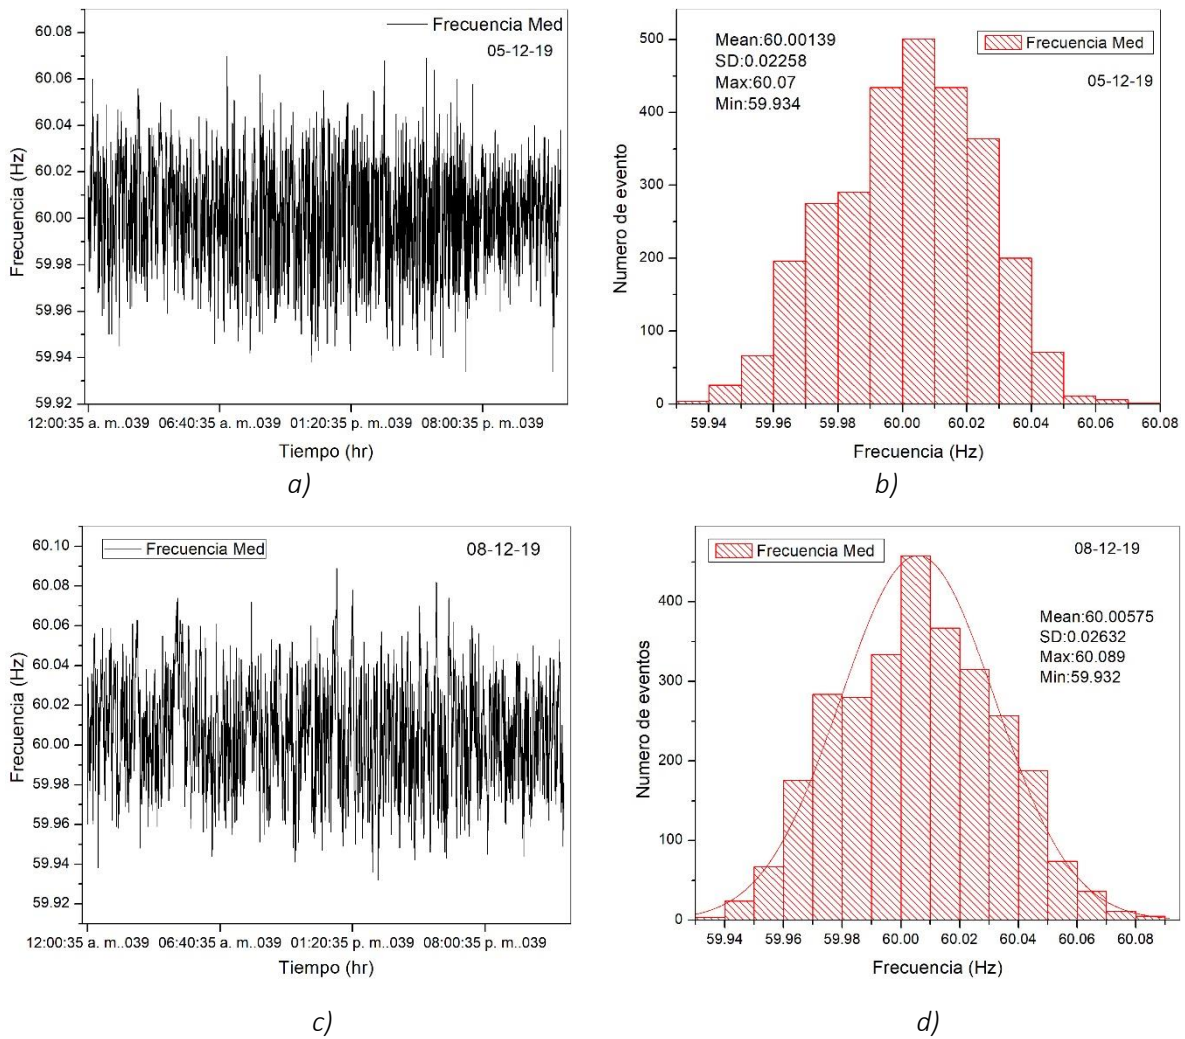 Frecuencia Med
05-12-19
60.08
60.06
60.04
60.02
60.00
59.98
59.96
59.94
59.92
Frecuencia (Hz)
12:00:35 a. m..039 06:40:35 a. m..039 01:20:35 p. m..039 08:00:35 p. m..039
Tiempo (hr)
a)
Mean:60.00139
SD:0.02258
Max:60.07
Min:59.934
Frecuencia Med
05-12-19
500
400
300
200
100
0
Numero de evento
59.94 59.96 59.98 60.00 60.02 60.04 60.06 60.08
Frecuencia (Hz)
b)
Frecuencia Med
08-12-19
60.10
60.08
60.06
60.04
60.02
60.00
59.98
59.96
59.94
59.92
Frecuencia (Hz)
12:00:35 a. m..039 06:40:35 a. m..039 01:20:35 p. m..039 08:00:35 p. m..039
Tiempo (hr)
c)
Frecuencia Med
08-12-19
Mean:60.00575
SD:0.02632
Max:60.089
Min:59.932
400
300
200
100
0
Numero de eventos
59.94 59.96 59.98 60.00 60.02 60.04 60.06 60.08
Frecuencia (Hz)
d)